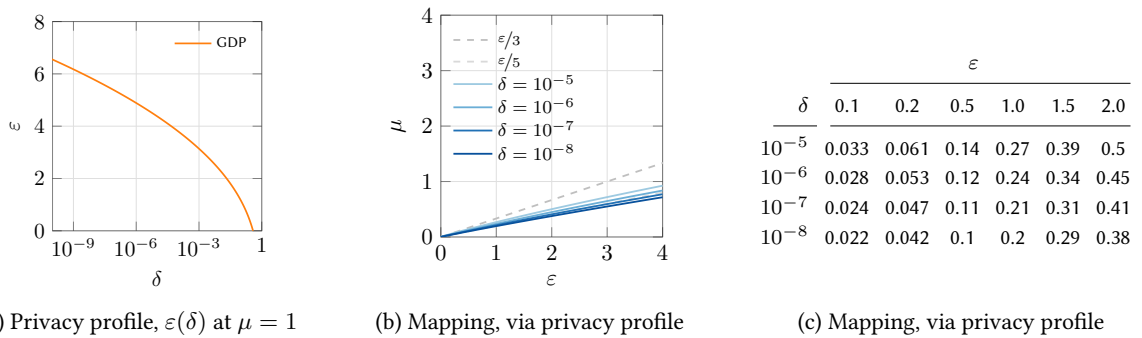 8
6
4
2
0
ε
GDP
10⁻⁹ 10⁻⁶ 10⁻³ 1
δ
) Privacy profile, ε(δ) at μ = 1
4
3
2
1
0
μ
ε/3
ε/5
δ = 10⁻⁵
δ = 10⁻⁶
δ = 10⁻⁷
δ = 10⁻⁸
0 1 2 3 4
ε
(b) Mapping, via privacy profile
ε
δ 0.1 0.2 0.5 1.0 1.5 2.0
10⁻⁵ 0.033 0.061 0.14 0.27 0.39 0.5
10⁻⁶ 0.028 0.053 0.12 0.24 0.34 0.45
10⁻⁷ 0.024 0.047 0.11 0.21 0.31 0.41
10⁻⁸ 0.022 0.042 0.1 0.2 0.29 0.38
(c) Mapping, via privacy profile